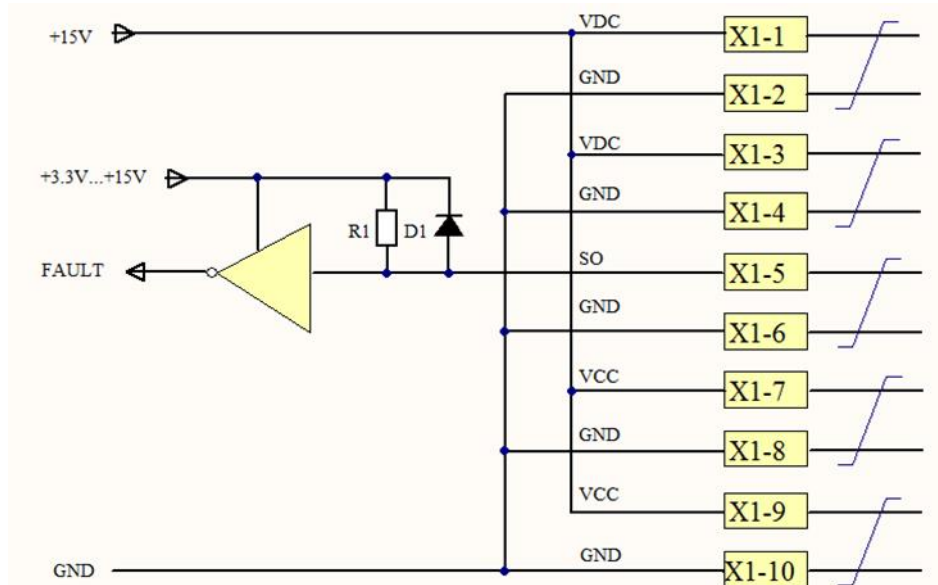 +15V VDC X1-1
GND X1-2
VDC X1-3
+3.3V...+15V GND X1-4
R1 D1
FAULT SO X1-5
GND X1-6
VCC X1-7
GND X1-8
VCC X1-9
GND GND X1-10